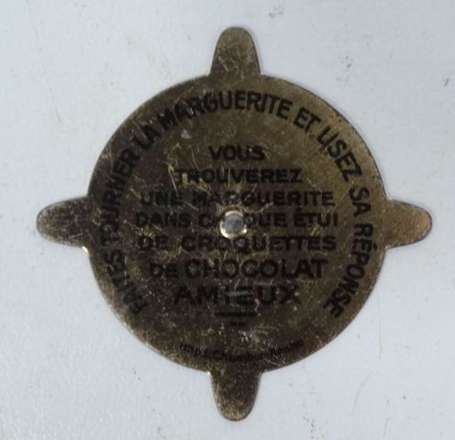 FAITES TOURNER LA MARGUERITE ET LISEZ SA RÉPONSE
VOUS
TROUVEREZ
UNE MARGUERITE
DANS CHAQUE ÉTUI
DE CROQUETTES
DE CHOCOLAT
AMIEUX